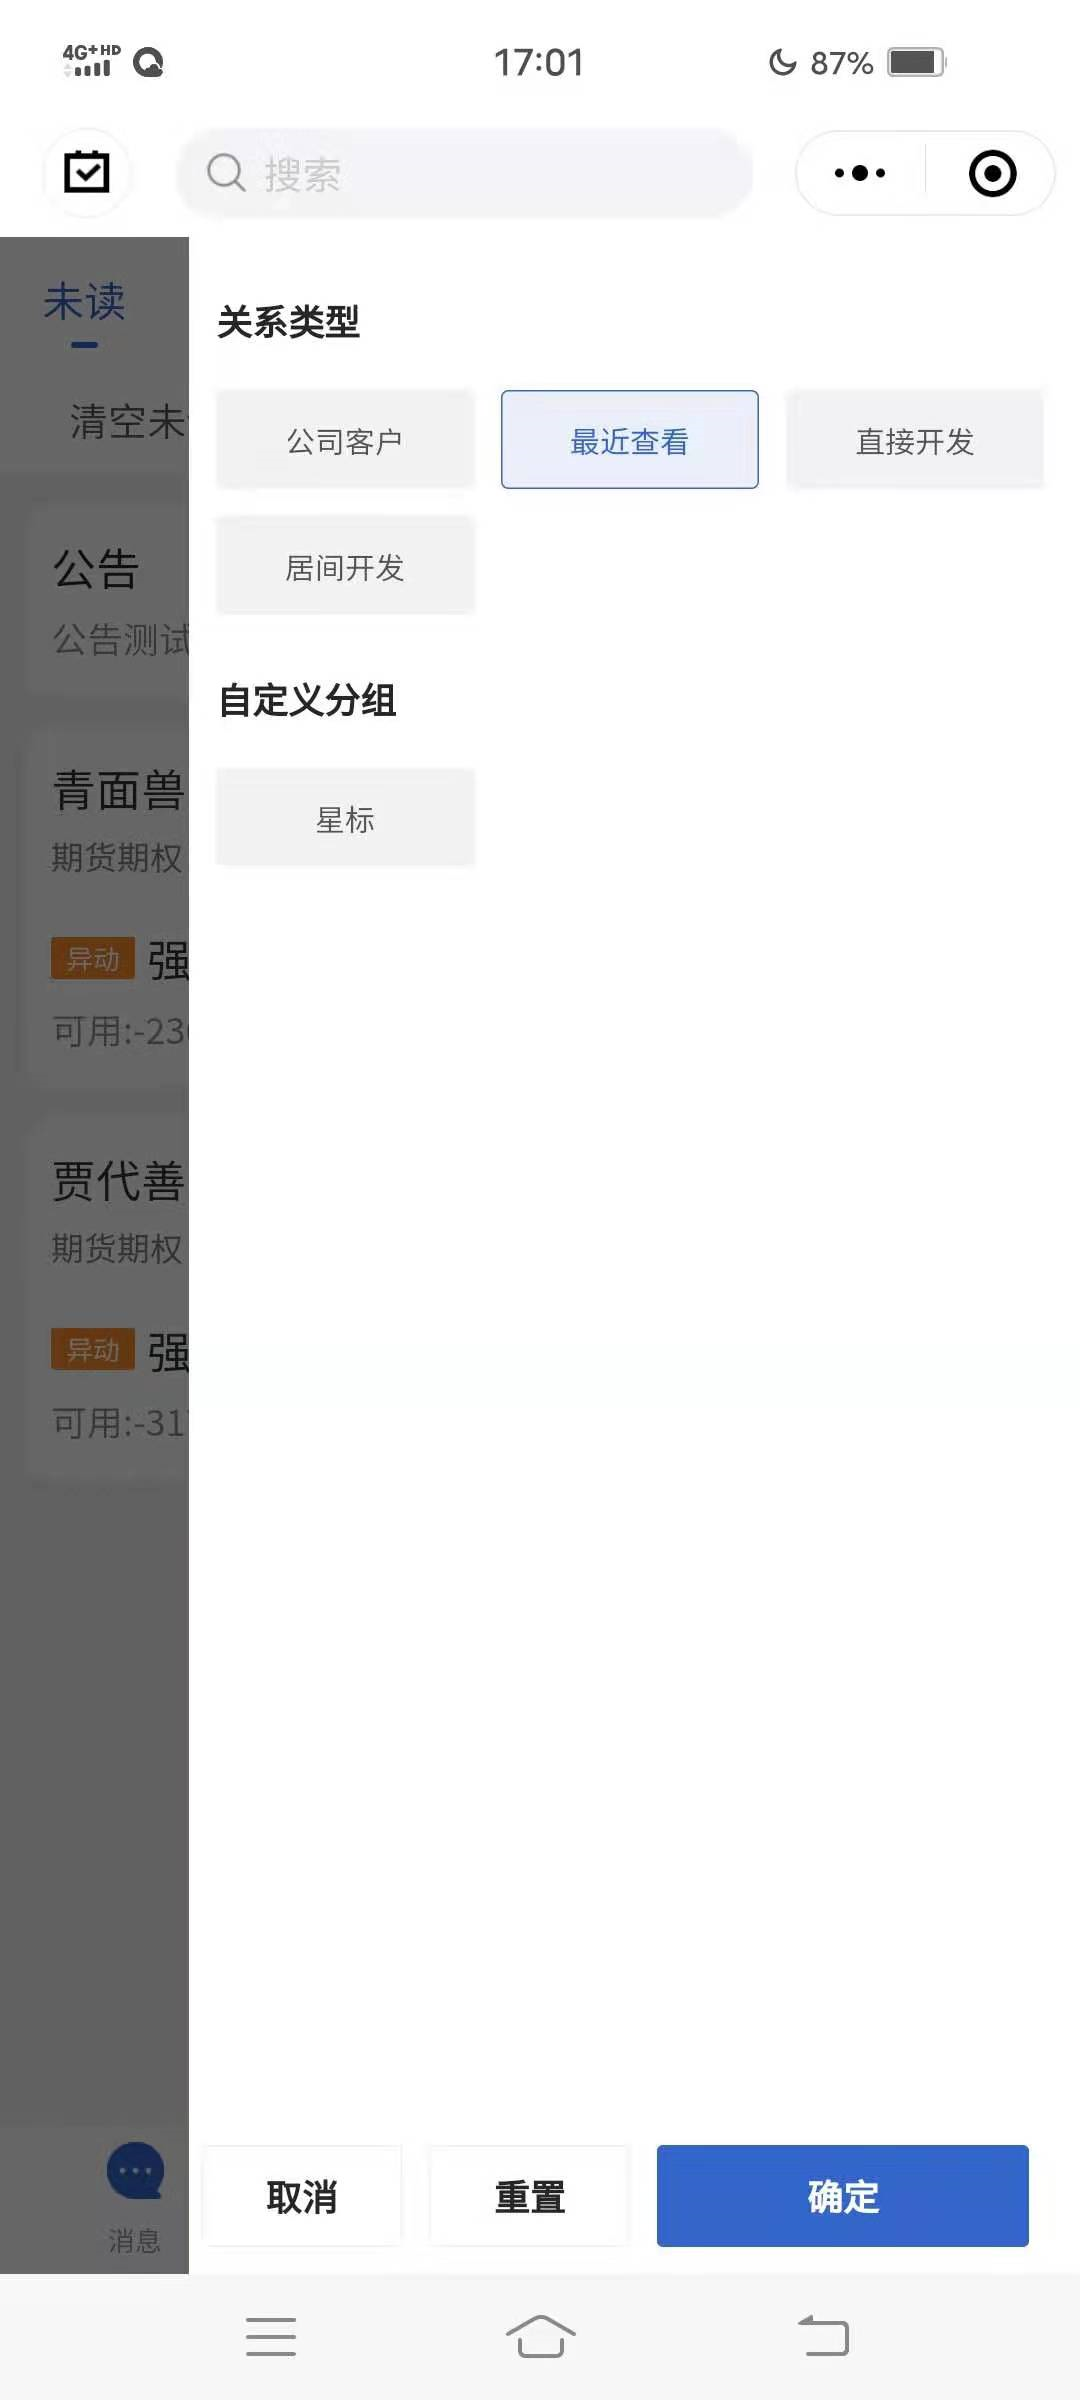 4G+ HD 17:01 87%
搜索
未读
清空未
公告
公告测试
青面兽
期货期权
异动 强
可用:-23
贾代善
期货期权
异动 强
可用:-31
消息
关系类型
公司客户 最近查看 直接开发
居间开发
自定义分组
星标
取消 重置 确定